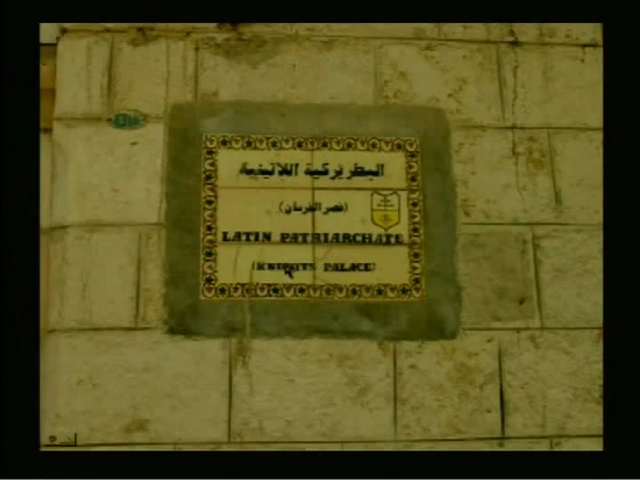 البطريركية اللاتينية
(قصر الفرسان)
LATIN PATRIARCHATE
(KNIGHTS PALACE)